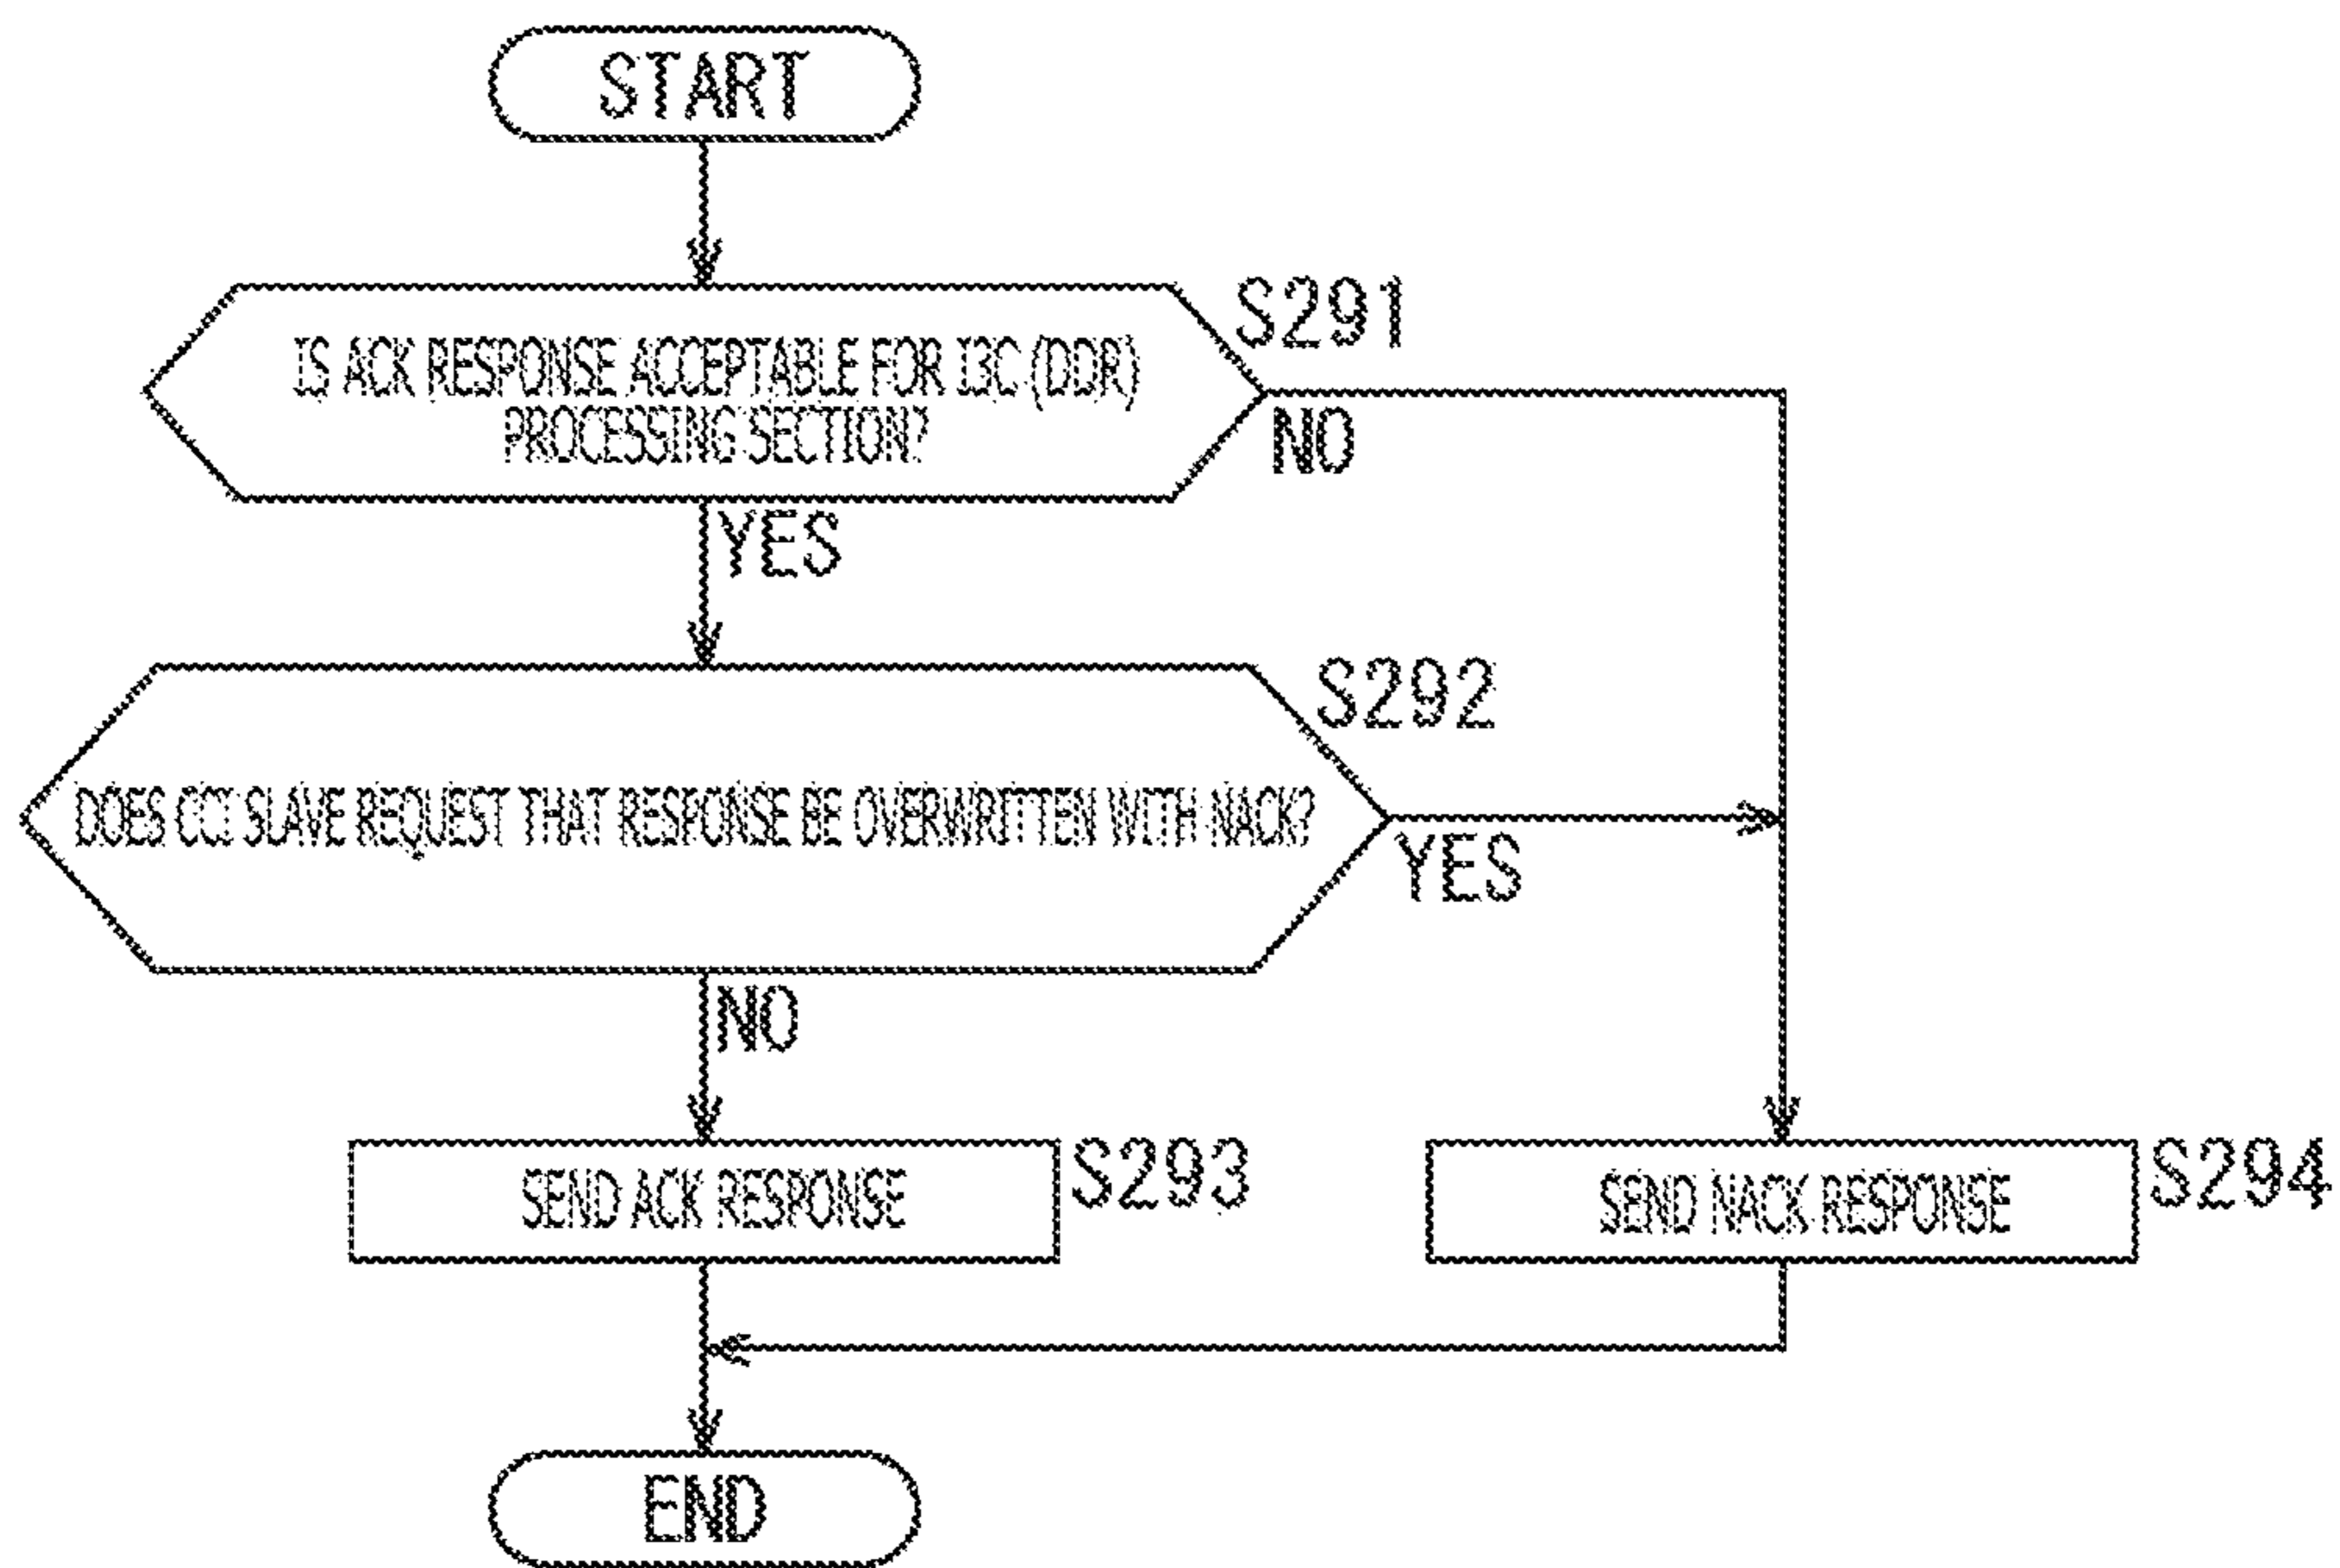 START
S291
IS ACK RESPONSE ACCEPTABLE FOR I3C (DDR)
PROCESSING SECTION?
NO
YES
S292
DOES CCI SLAVE REQUEST THAT RESPONSE BE OVERWRITTEN WITH NACK?
YES
NO
SEND ACK RESPONSE
S293
SEND NACK RESPONSE
S294
END